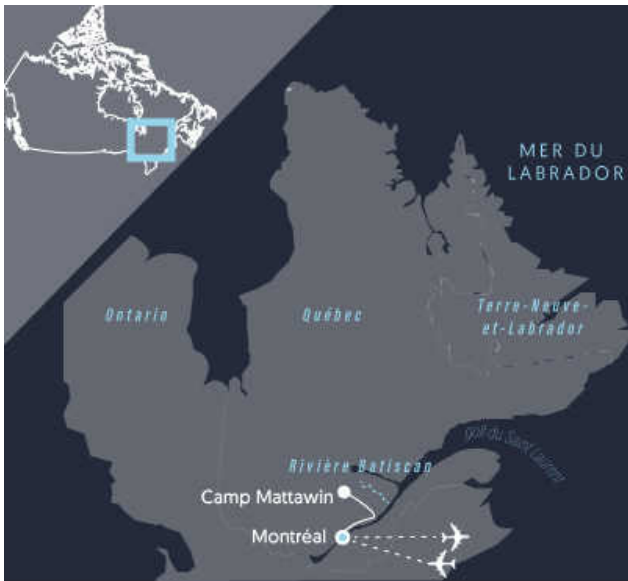 MER DU
LABRADOR
Ontario
Québec
Terre-Neuve-
et-Labrador
golf du Saint Laurent
Rivière Batiscan
Camp Mattawin
Montréal